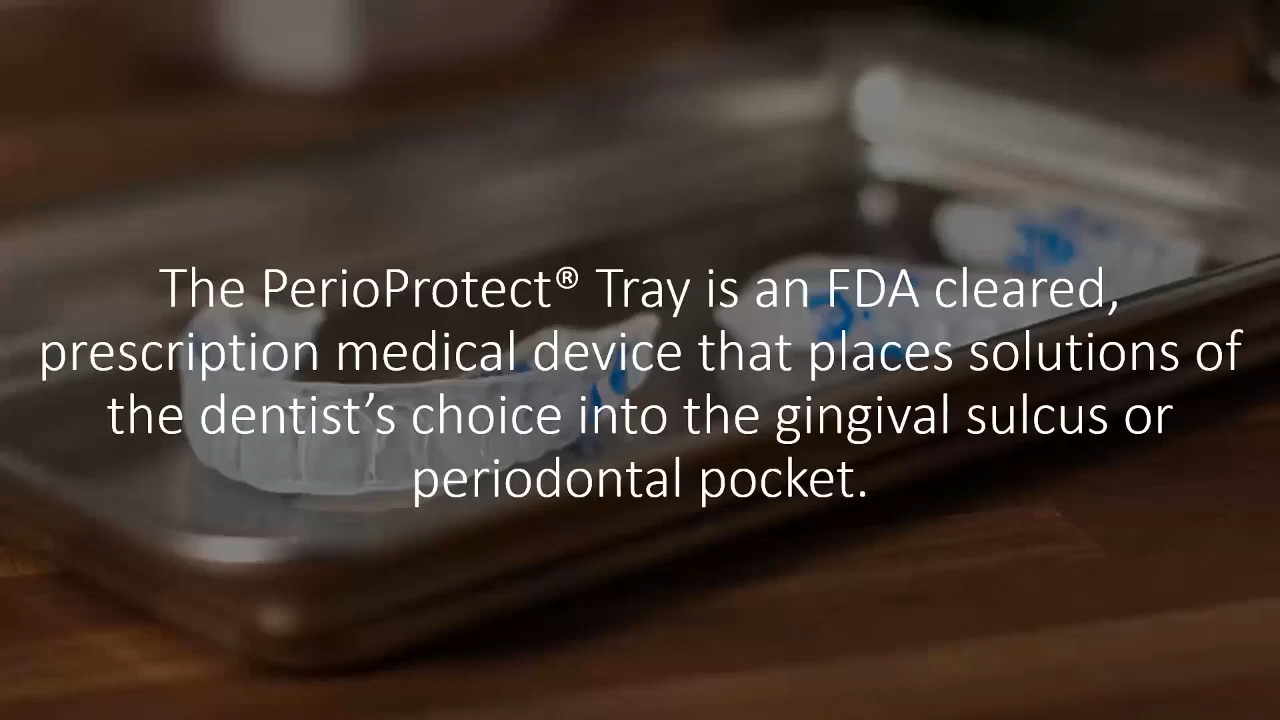 The PerioProtect® Tray is an FDA cleared,
prescription medical device that places solutions of
the dentist’s choice into the gingival sulcus or
periodontal pocket.